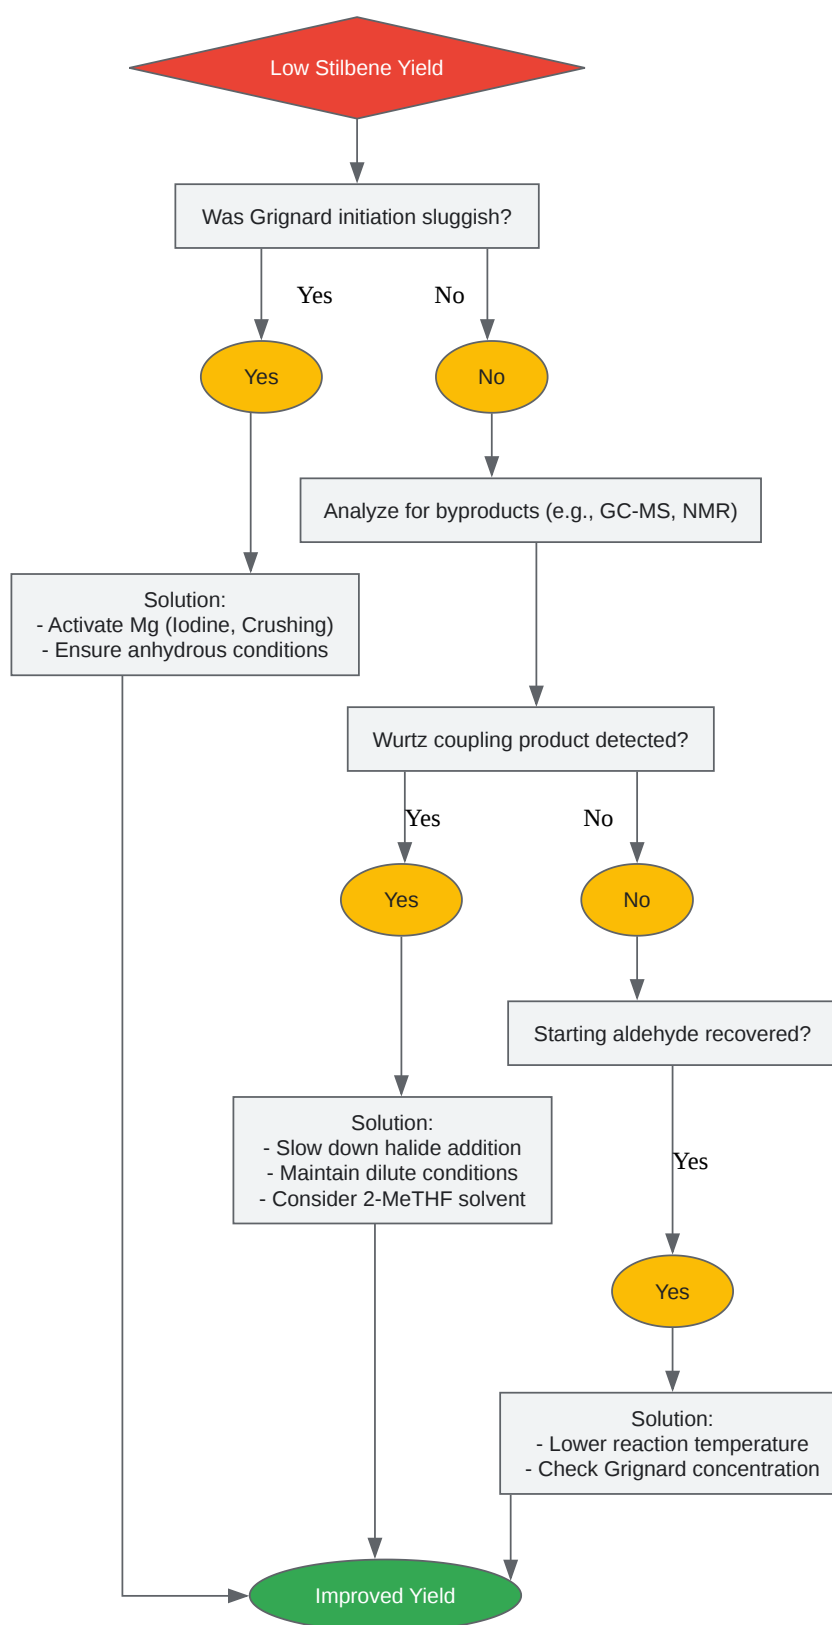 Low Stilbene Yield
Was Grignard initiation sluggish?
Yes
No
Yes
No
Analyze for byproducts (e.g., GC-MS, NMR)
Solution:
- Activate Mg (Iodine, Crushing)
- Ensure anhydrous conditions
Wurtz coupling product detected?
Yes
No
Yes
No
Starting aldehyde recovered?
Solution:
- Slow down halide addition
- Maintain dilute conditions
- Consider 2-MeTHF solvent
Yes
Yes
Solution:
- Lower reaction temperature
- Check Grignard concentration
Improved Yield